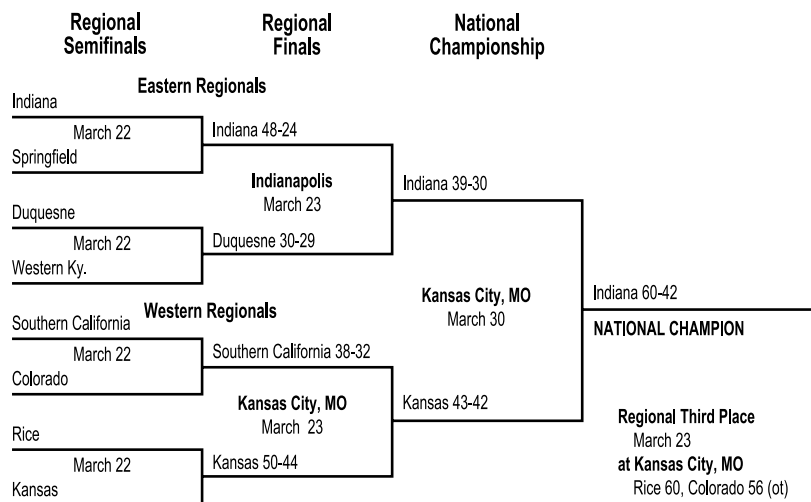 Regional
Semifinals
Regional
Finals
National
Championship
Eastern Regionals
Indiana
March 22
Springfield
Indiana 48-24
Indianapolis
March 23
Duquesne
March 22
Western Ky.
Duquesne 30-29
Indiana 39-30
Western Regionals
Southern California
March 22
Colorado
Southern California 38-32
Kansas City, MO
March 23
Rice
March 22
Kansas
Kansas 50-44
Kansas 43-42
Kansas City, MO
March 30
Indiana 60-42
NATIONAL CHAMPION
Regional Third Place
March 23
at Kansas City, MO
Rice 60, Colorado 56 (ot)